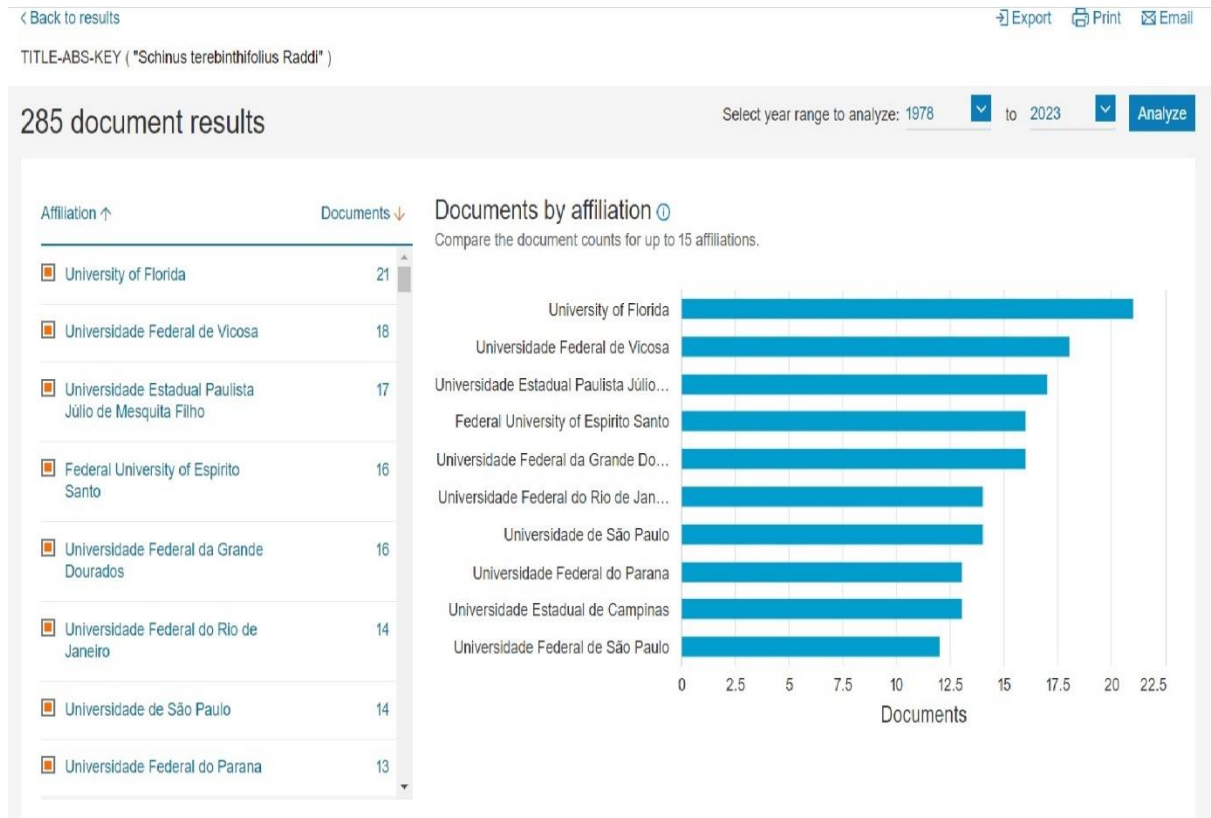 < Back to results
Export Print Email
TITLE-ABS-KEY ( "Schinus terebinthifolius Raddi" )
285 document results
Select year range to analyze: 1978 to 2023 Analyze
Affiliation ↑ Documents ↓
University of Florida 21
Universidade Federal de Vicosa 18
Universidade Estadual Paulista 17
Júlio de Mesquita Filho
Federal University of Espirito 16
Santo
Universidade Federal da Grande 16
Dourados
Universidade Federal do Rio de 14
Janeiro
Universidade de São Paulo 14
Universidade Federal do Parana 13
Documents by affiliation
Compare the document counts for up to 15 affiliations.
University of Florida
Universidade Federal de Vicosa
Universidade Estadual Paulista Júlio...
Federal University of Espirito Santo
Universidade Federal da Grande Do...
Universidade Federal do Rio de Jan...
Universidade de São Paulo
Universidade Federal do Parana
Universidade Estadual de Campinas
Universidade Federal de São Paulo
0 2.5 5 7.5 10 12.5 15 17.5 20 22.5
Documents